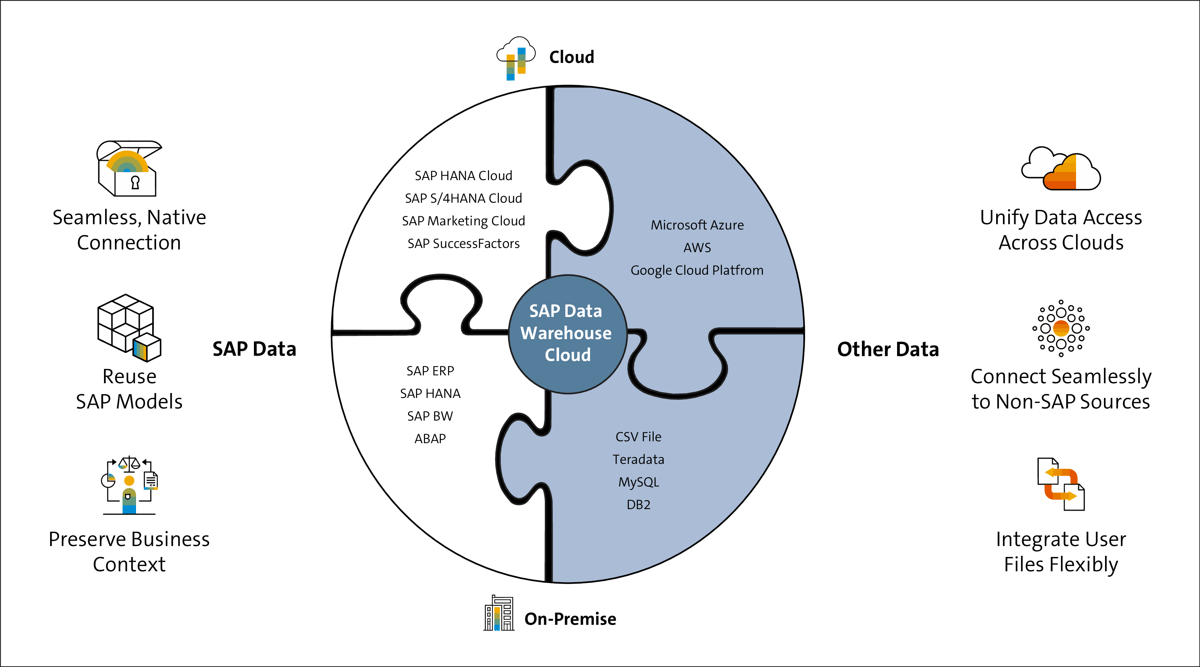 Cloud
SAP HANA Cloud
SAP S/4HANA Cloud
SAP Marketing Cloud
SAP SuccessFactors
Microsoft Azure
AWS
Google Cloud Platfrom
Seamless, Native
Connection
Reuse
SAP Models
Preserve Business
Context
SAP Data
SAP Data
Warehouse
Cloud
Other Data
Unify Data Access
Across Clouds
Connect Seamlessly
to Non-SAP Sources
Integrate User
Files Flexibly
SAP ERP
SAP HANA
SAP BW
ABAP
CSV File
Teradata
MySQL
DB2
On-Premise